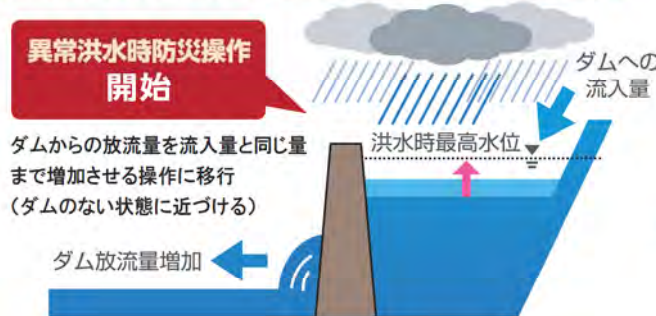 異常洪水時防災操作
開始
ダムへの
流入量
ダムからの放流量を流入量と同じ量
まで増加させる操作に移行
（ダムのない状態に近づける）
洪水時最高水位
ダム放流量増加